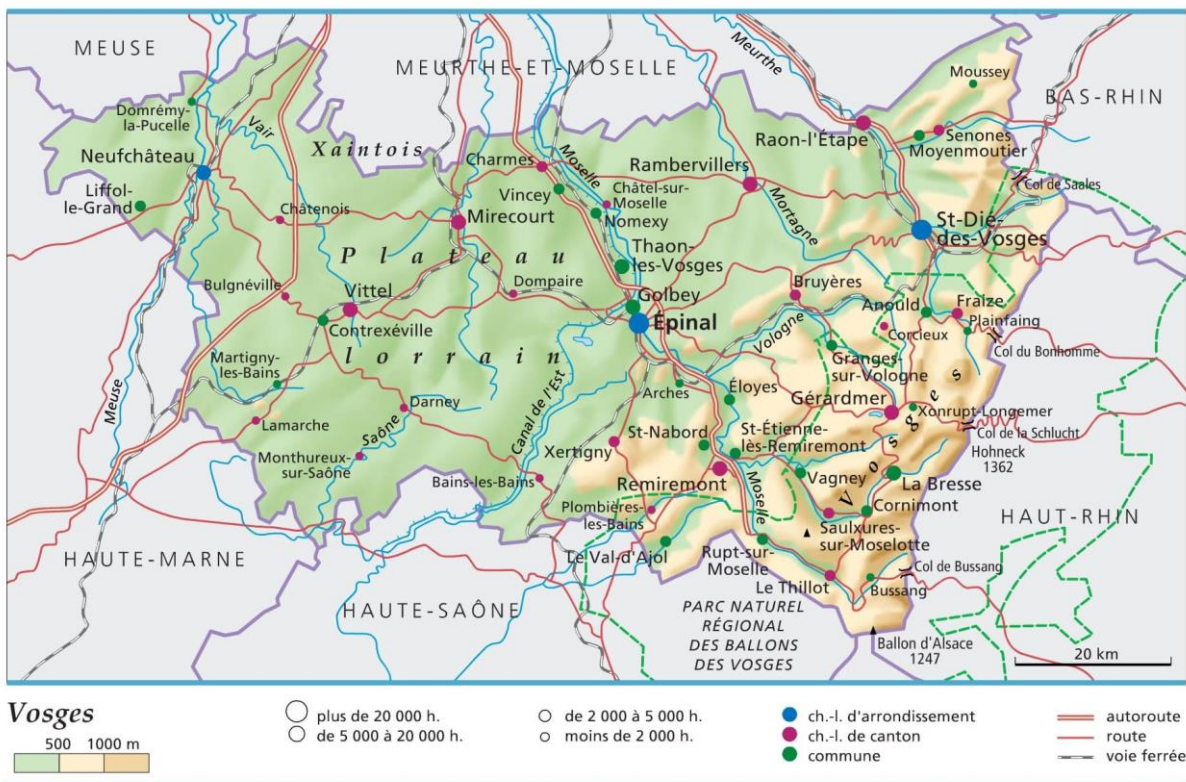 MEUSE
MEURTHE-ET-MOSELLE
Meurthe
Moussey
BAS-RHIN
Domrémy-
la-Pucelle
Vair
Xaintois
Neufchâteau
Liffol-
le-Grand
Châtenois
Charmes
Moselle
Vincey
Châtel-sur-
Moselle
Nomexy
Mirecourt
Rambervillers
Mortagne
Raon-l'Étape
Senones
Moyenmoutier
Col de Saales
St-Dié-
des-Vosges
Plateau
lorrain
Thaon-
les-Vosges
Bulgnéville
Vittel
Contrexéville
Dompaire
Golbey
Epinal
Bruyères
Vologne
Anould
Fraize
Plainfaing
Corcieux
Col du Bonhomme
Granges-
sur-Vologne
Martigny-
les-Bains
Lamarche
Meuse
Darney
Saône
Monthureux-
sur-Saône
Canal de l'Est
Arches
Éloyes
Gérardmer
Xonrupt-Longemer
Col de la Schlucht
Hohneck
1362
Vosges
St-Nabord
St-Étienne-
lès-Remiremont
Xertigny
Remiremont
Moselle
Vagney
La Bresse
Cornimont
Bains-les-Bains
Plombières-
les-Bains
Saulxures-
sur-Moselotte
HAUT-RHIN
HAUTE-MARNE
Le Val-d'Ajol
Rupt-sur-
Moselle
Le Thillot
Bussang
Col de Bussang
HAUTE-SAÔNE
PARC NATUREL
RÉGIONAL
DES BALLONS
DES VOSGES
Ballon d'Alsace
1247
20 km
Vosges
500 1000 m
plus de 20 000 h.
de 5 000 à 20 000 h.
de 2 000 à 5 000 h.
moins de 2 000 h.
ch.-l. d'arrondissement
ch.-l. de canton
commune
autoroute
route
voie ferrée